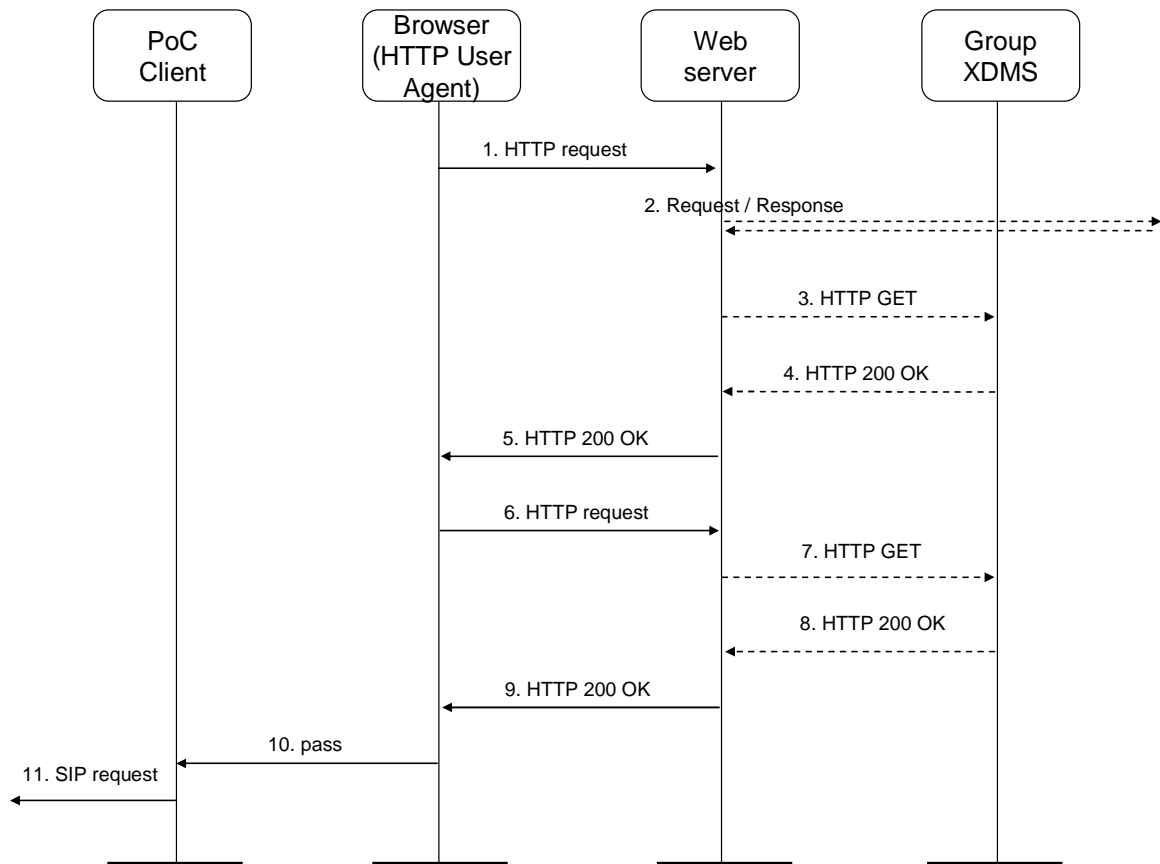 PoC
Client
Browser
(HTTP User
Agent)
Web
server
Group
XDMS
1. HTTP request
2. Request / Response
3. HTTP GET
4. HTTP 200 OK
5. HTTP 200 OK
6. HTTP request
7. HTTP GET
8. HTTP 200 OK
9. HTTP 200 OK
10. pass
11. SIP request